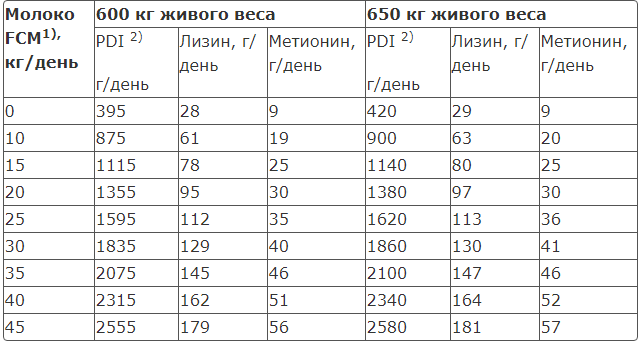 Молоко FCM1), кг/день | 600 кг живого веса | 650 кг живого веса
PDI 2) г/день | Лизин, г/день | Метионин, г/день | PDI 2) г/день | Лизин, г/день | Метионин, г/день
0 | 395 | 28 | 9 | 420 | 29 | 9
10 | 875 | 61 | 19 | 900 | 63 | 20
15 | 1115 | 78 | 25 | 1140 | 80 | 25
20 | 1355 | 95 | 30 | 1380 | 97 | 30
25 | 1595 | 112 | 35 | 1620 | 113 | 36
30 | 1835 | 129 | 40 | 1860 | 130 | 41
35 | 2075 | 145 | 46 | 2100 | 147 | 46
40 | 2315 | 162 | 51 | 2340 | 164 | 52
45 | 2555 | 179 | 56 | 2580 | 181 | 57